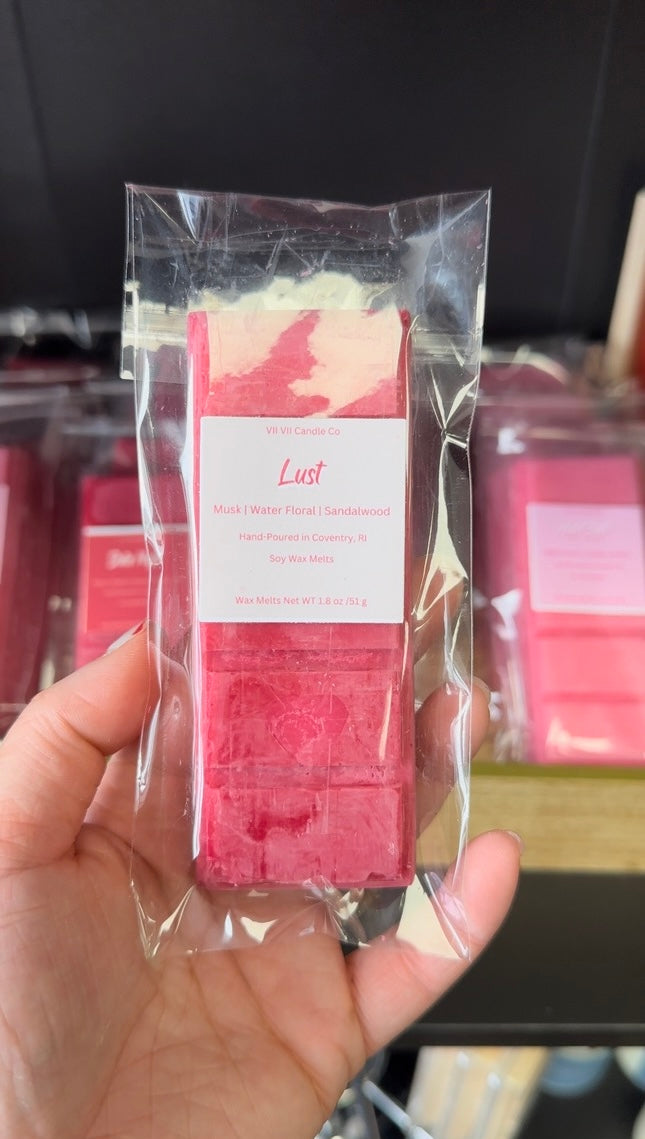 VII VII Candle Co
Lust
Musk | Water Floral | Sandalwood
Hand-Poured in Coventry, RI
Soy Wax Melts
Wax Melts Net WT 1.8 oz /51 g